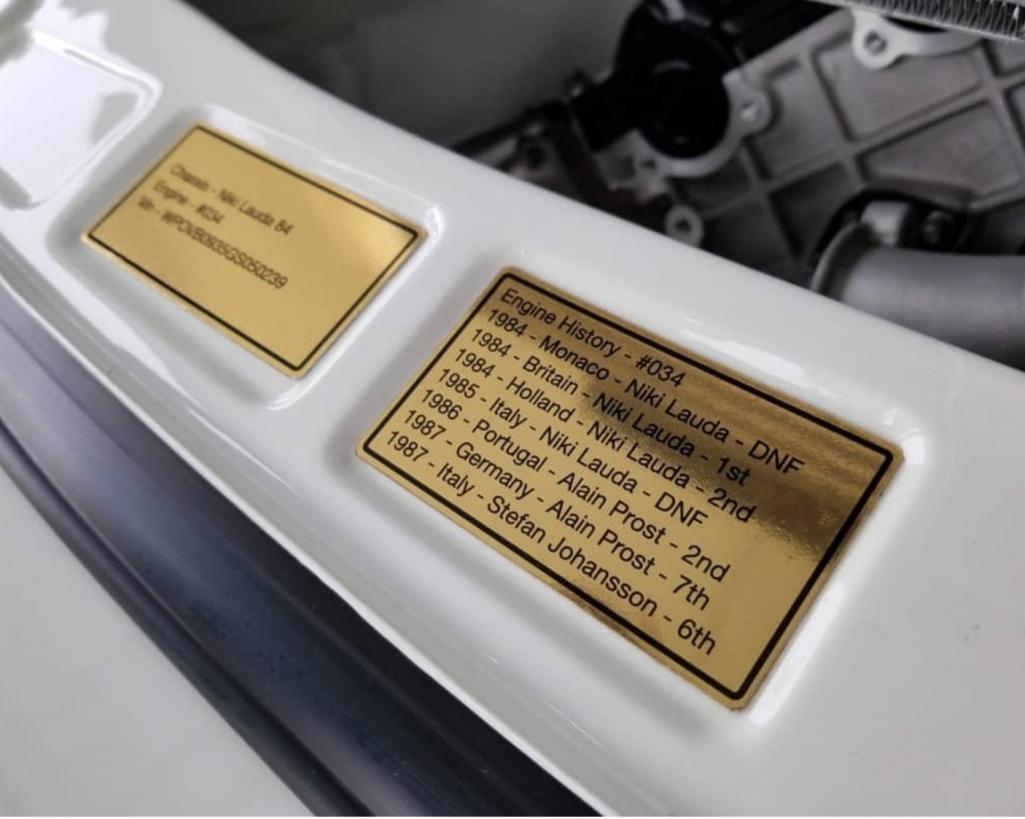 Chassis - Niki Lauda 84
Engine - #034
Vin - WPOVB0935GS050239
Engine History - #034
1984 - Monaco - Niki Lauda - DNF
1984 - Britain - Niki Lauda - 1st
1984 - Holland - Niki Lauda - 2nd
1985 - Italy - Niki Lauda - DNF
1986 - Portugal - Alain Prost - 2nd
1987 - Germany - Alain Prost - 7th
1987 - Italy - Stefan Johansson - 6th